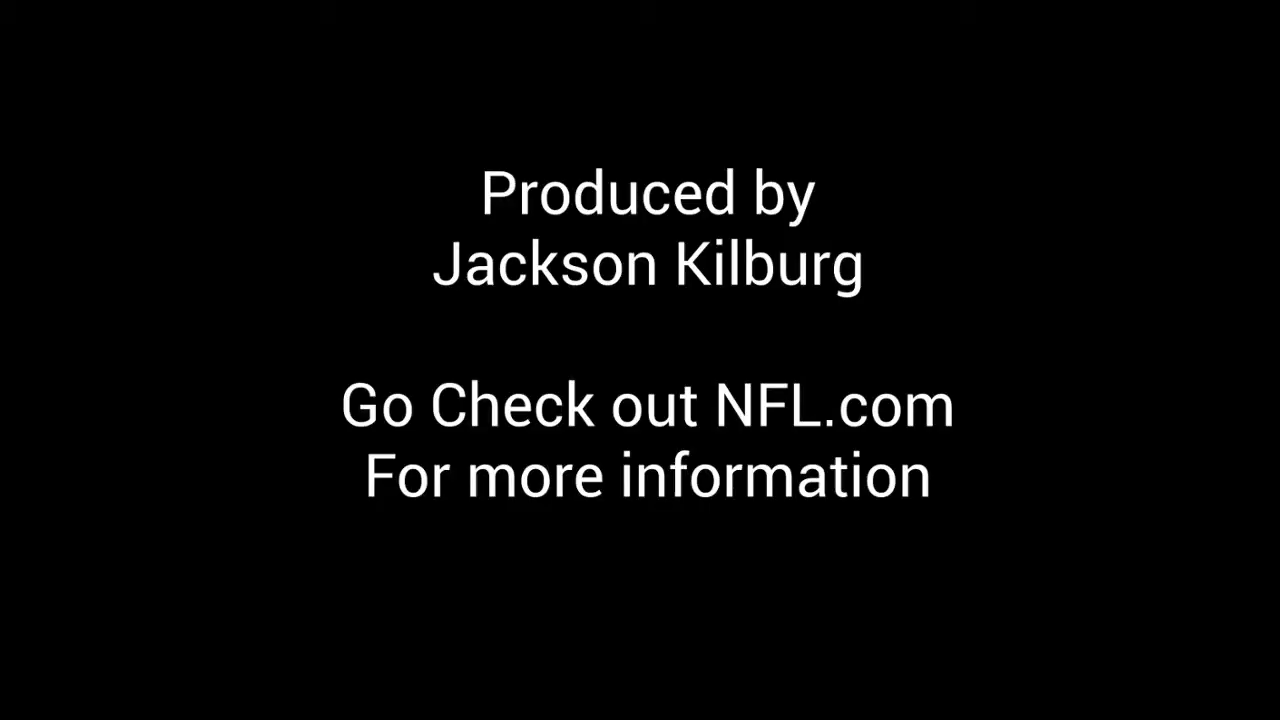 Produced by
Jackson Kilburg
Go Check out NFL.com
For more information